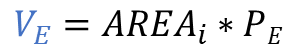 V_E = AREA_i * P_E